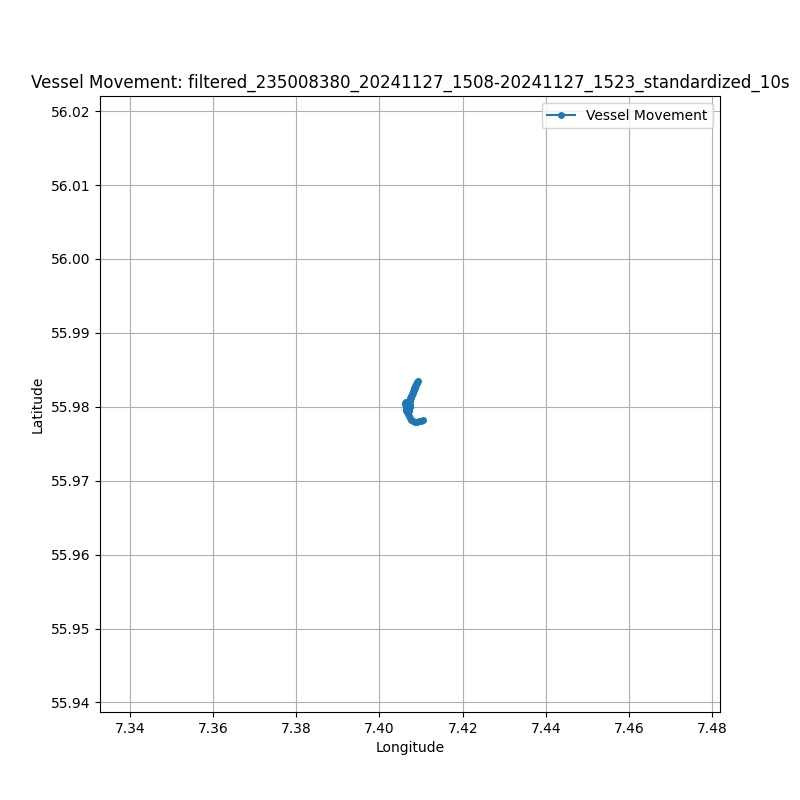 Vessel Movement: filtered_235008380_20241127_1508-20241127_1523_standardized_10s
Vessel Movement
56.02
56.01
56.00
55.99
55.98
55.97
55.96
55.95
55.94
Latitude
7.34 7.36 7.38 7.40 7.42 7.44 7.46 7.48
Longitude